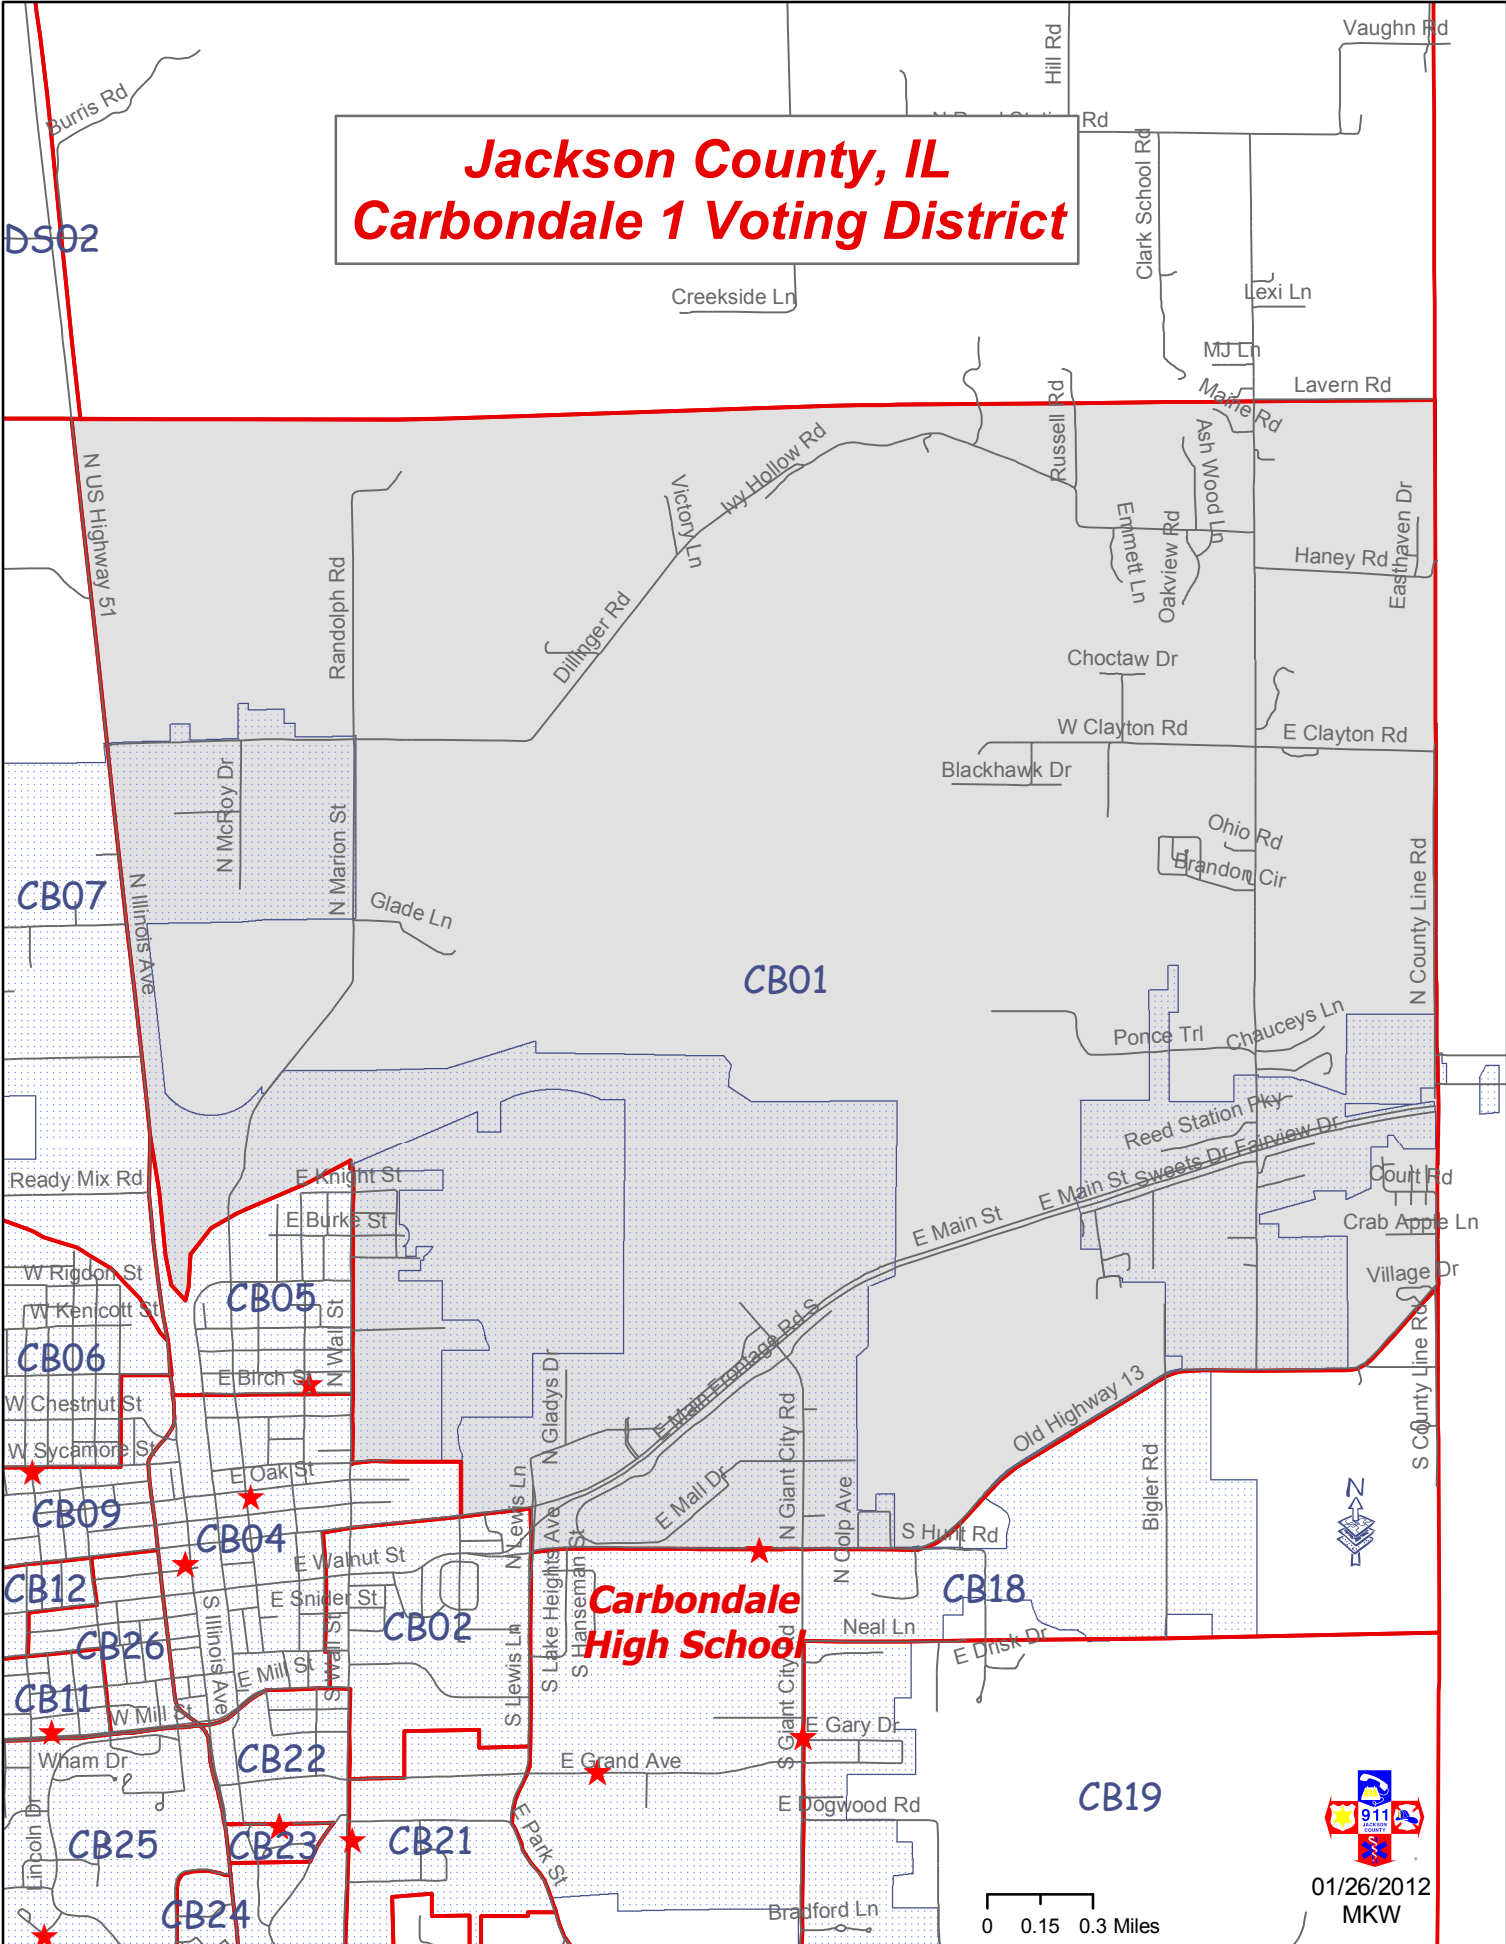 Vaughn Rd
Hill Rd
Burris Rd
Rd
Jackson County, IL
Carbondale 1 Voting District
Clark School Rd
DS02
Creekside Ln
Lexi Ln
MJ Ln
Lavern Rd
Maine Rd
Russell Rd
Ash Wood Ln
Ivy Hollow Rd
N US Highway 51
Victory Ln
Emmett Ln
Oakview Rd
Easthaven Dr
Haney Rd
Randolph Rd
Dillinger Rd
Choctaw Dr
W Clayton Rd
E Clayton Rd
Blackhawk Dr
N McRoy Dr
N Marion St
Ohio Rd
Brandon Cir
N County Line Rd
CB07
N Illinois Ave
Glade Ln
CB01
Ponce Trl
Chauceys Ln
Reed Station Pky
Sweets Dr
Fairview Dr
E Main St
E Main St
Ready Mix Rd
E Knight St
E Burke St
Court Rd
Crab Apple Ln
Village Dr
W Rigdon St
W Kenicott St
CB05
CB06
N Wall St
E Birch St
E Main Frontage Rd S
N Gladys Dr
N Giant City Rd
Old Highway 13
S County Line Rd
W Chestnut St
W Sycamore St
E Oak St
Bigler Rd
E Mall Dr
N Lewis Ln
N Colp Ave
N
CB09
CB04
S Hunt Rd
E Walnut St
S Lake Heights Ave
S Hanseman St
CB12
E Snider St
CB02
Carbondale
High School
CB18
Neal Ln
E Drisk Dr
CB26
S Illinois Ave
S Wall St
E Mill St
S Lewis Ln
S Giant City Rd
CB11
W Mill St
E Gary Dr
Wham Dr
CB22
E Grand Ave
E Dogwood Rd
CB19
Lincoln Dr
CB25
CB23
CB21
E Park St
CB24
Bradford Ln
0 0.15 0.3 Miles
911
JACKSON
COUNTY
01/26/2012
MKW